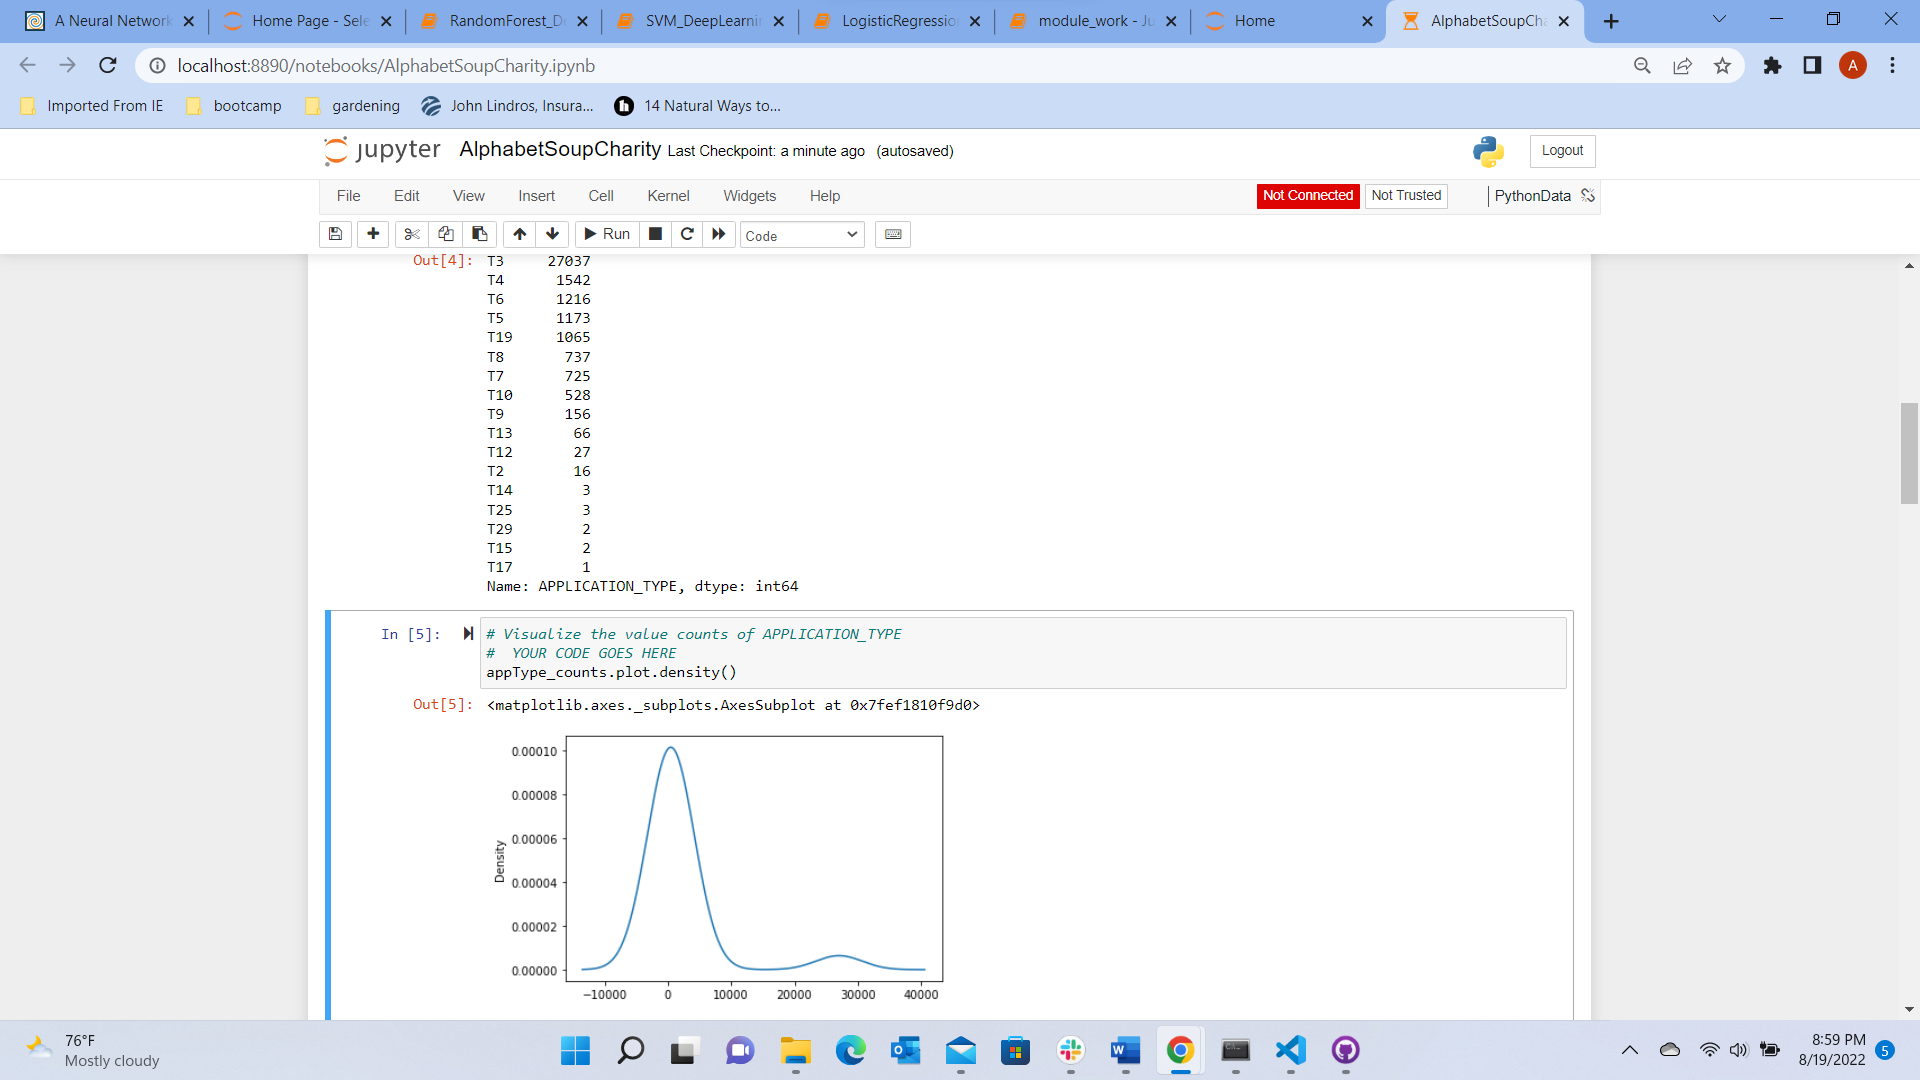 A Neural Network
Home Page - Sele
RandomForest_D
SVM_DeepLearni
LogisticRegressio
module_work - Ju
Home
AlphabetSoupCha
localhost:8890/notebooks/AlphabetSoupCharity.ipynb
A
Imported From IE
bootcamp
gardening
John Lindros, Insura...
h
14 Natural Ways to...
jupyter AlphabetSoupCharity Last Checkpoint: a minute ago (autosaved)
Logout
File Edit View Insert Cell Kernel Widgets Help
Not Connected
Not Trusted
PythonData
Run
Code
Out[4]: T3 27037
T4 1542
T6 1216
T5 1173
T19 1065
T8 737
T7 725
T10 528
T9 156
T13 66
T12 27
T2 16
T14 3
T25 3
T29 2
T15 2
T17 1
Name: APPLICATION_TYPE, dtype: int64
In [5]: # Visualize the value counts of APPLICATION_TYPE
# YOUR CODE GOES HERE
appType_counts.plot.density()
Out[5]: <matplotlib.axes._subplots.AxesSubplot at 0x7fef1810f9d0>
0.00010
0.00008
0.00006
0.00004
0.00002
0.00000
Density
−10000 0 10000 20000 30000 40000
76°F
Mostly cloudy
8:59 PM
8/19/2022
5